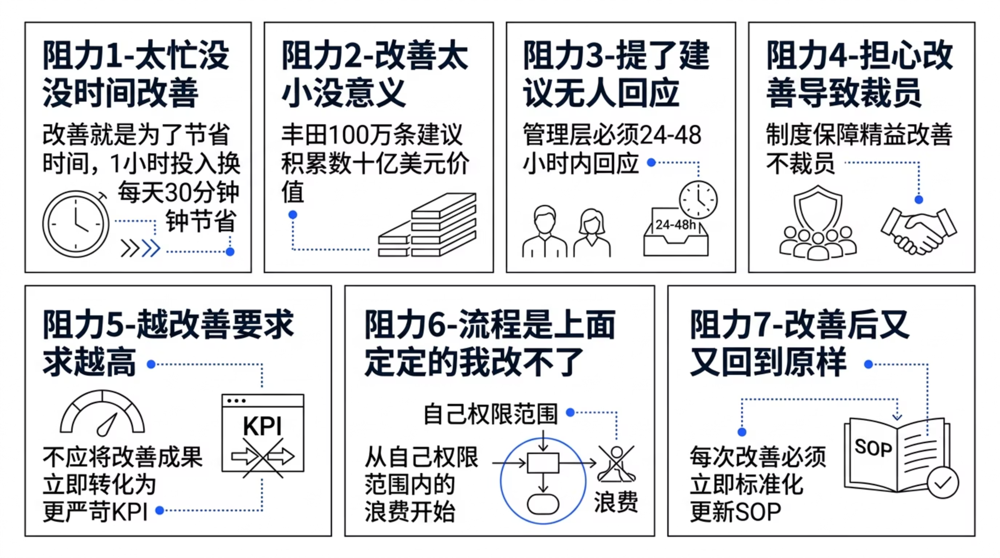 阻力1-太忙没
没时间改善
改善就是为了节省
时间，1小时投入换
每天30分钟
钟节省
阻力2-改善太
小没意义
丰田100万条建议
积累数十亿美元价
值
阻力3-提了建
议无人回应
管理层必须24-48
小时内回应
24-48h
阻力4-担心改
善导致裁员
制度保障精益改善
不裁员
阻力5-越改善要求
求越高
KPI
不应将改善成果
立即转化为
更严苛KPI
阻力6-流程是上面
定定的我改不了
自己权限范围
从自己权限
范围内的
浪费开始
浪费
阻力7-改善后又
又回到原样
SOP
每次改善必须
立即标准化
更新SOP